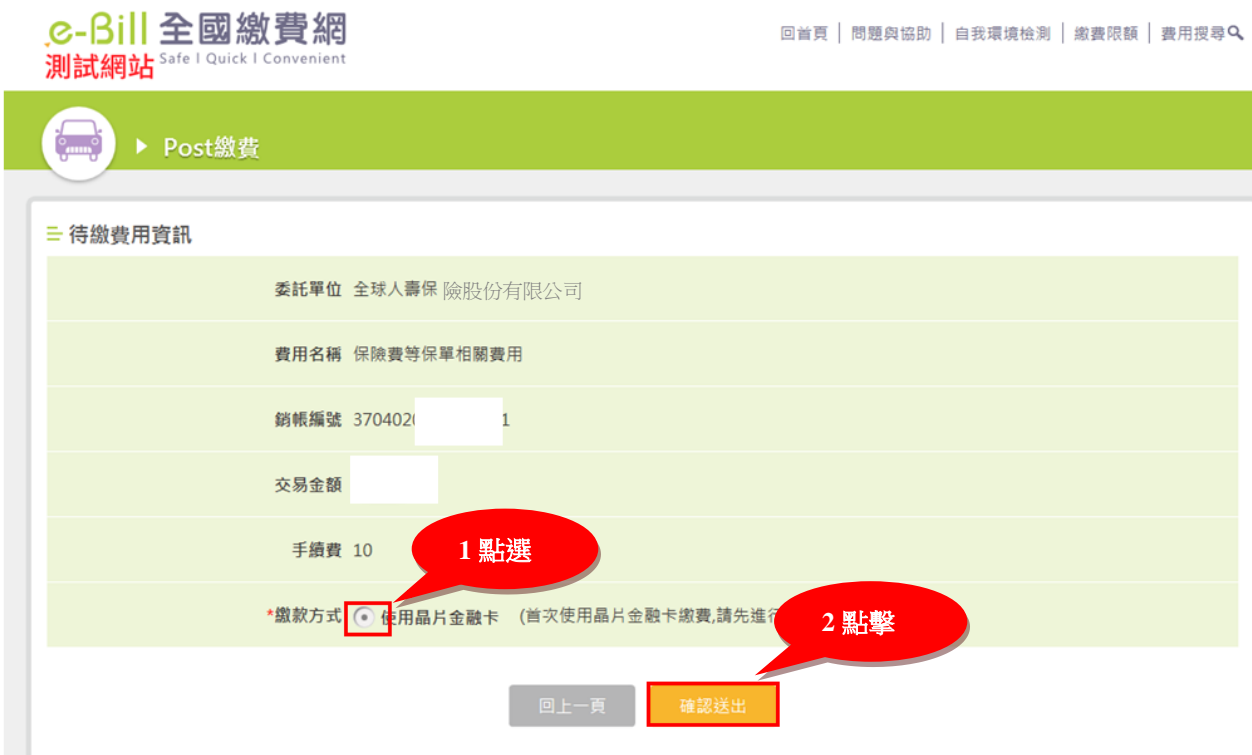 e-Bill 全國繳費網
測試網站 Safe I Quick I Convenient
回首頁 | 問題與協助 | 自我環境檢測 | 繳費限額 | 費用搜尋
Post繳費
待繳費用資訊
委託單位 全球人壽保險股份有限公司
費用名稱 保險費等保單相關費用
銷帳編號 370402 1
交易金額
手續費 10
1 點選
*繳款方式 使用晶片金融卡 (首次使用晶片金融卡繳費,請先進行
2 點擊
回上一頁 確認送出